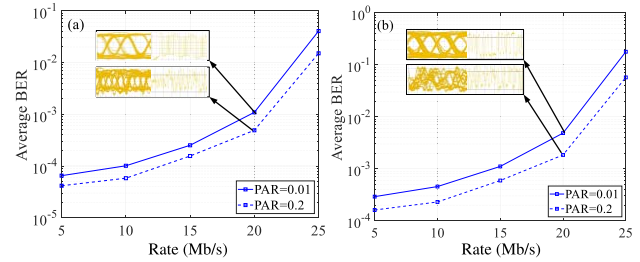 (a)
10^-1
10^-2
10^-3
10^-4
10^-5
Average BER
5 10 15 20 25
Rate (Mb/s)
PAR=0.01
PAR=0.2
(b)
10^0
10^-1
10^-2
10^-3
10^-4
Average BER
5 10 15 20 25
Rate (Mb/s)
PAR=0.01
PAR=0.2